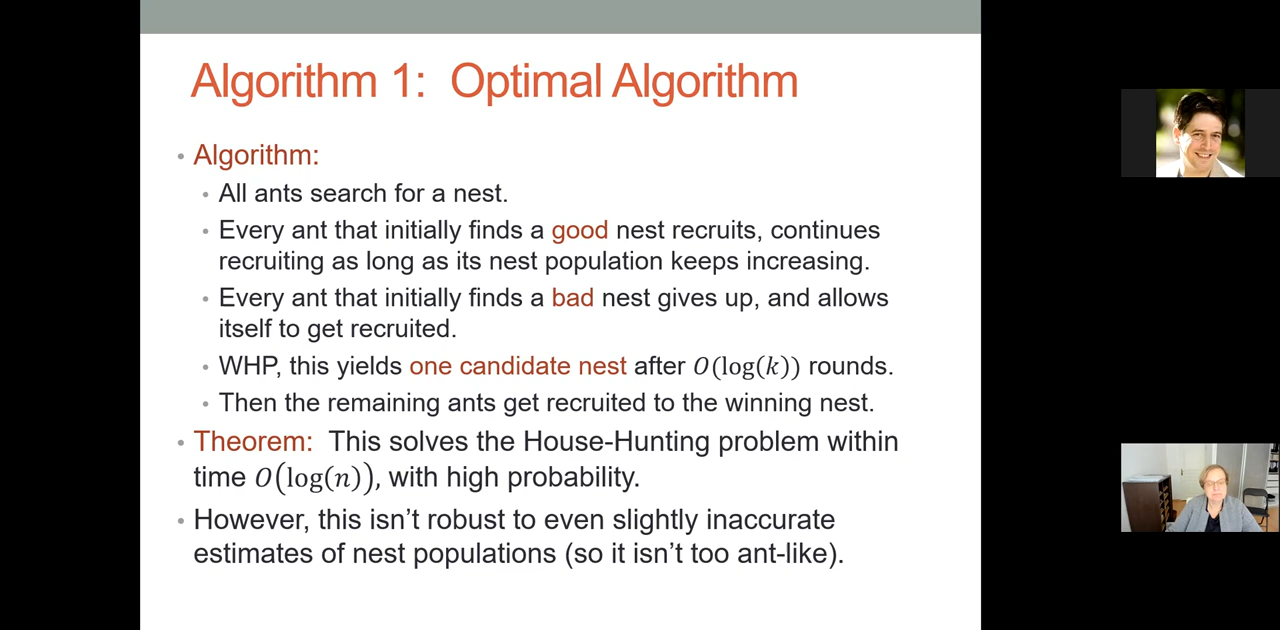 Algorithm 1:  Optimal Algorithm
• Algorithm:
• All ants search for a nest.
• Every ant that initially finds a good nest recruits, continues
recruiting as long as its nest population keeps increasing.
• Every ant that initially finds a bad nest gives up, and allows
itself to get recruited.
• WHP, this yields one candidate nest after O(log(k)) rounds.
• Then the remaining ants get recruited to the winning nest.
• Theorem:  This solves the House-Hunting problem within
time O(log(n)), with high probability.
• However, this isn’t robust to even slightly inaccurate
estimates of nest populations (so it isn’t too ant-like).